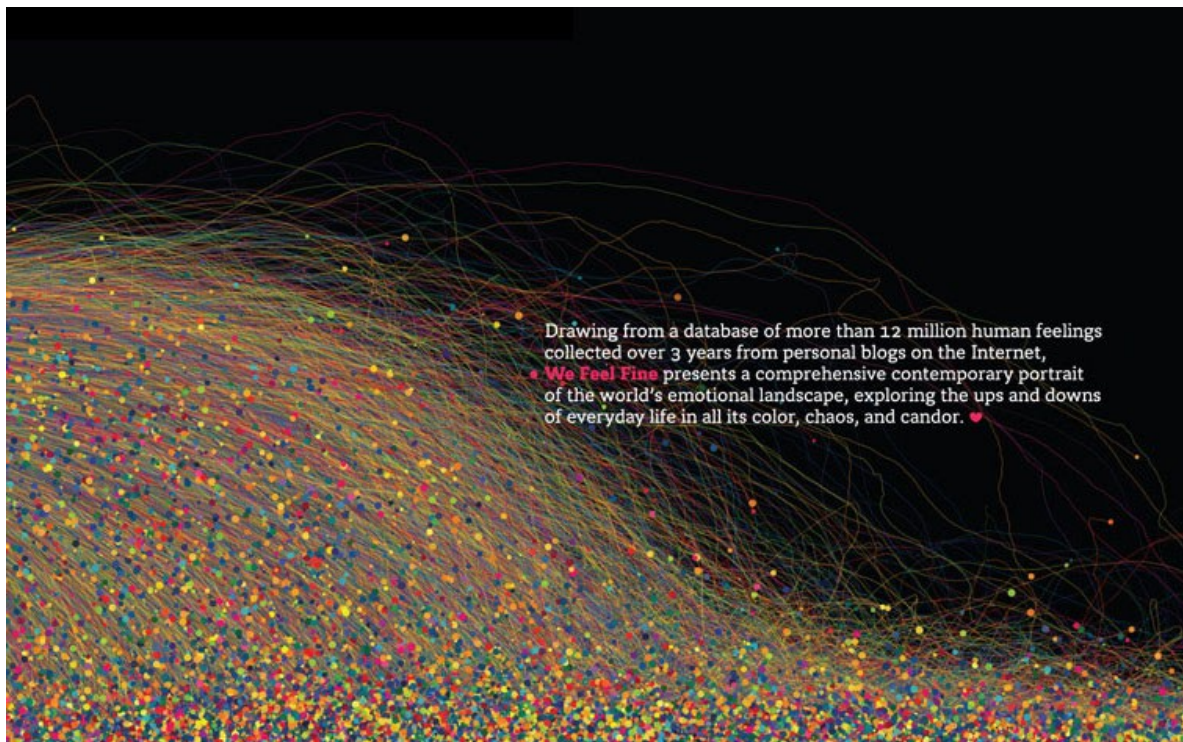 Drawing from a database of more than 12 million human feelings
collected over 3 years from personal blogs on the Internet,
We Feel Fine presents a comprehensive contemporary portrait
of the world's emotional landscape, exploring the ups and downs
of everyday life in all its color, chaos, and candor.